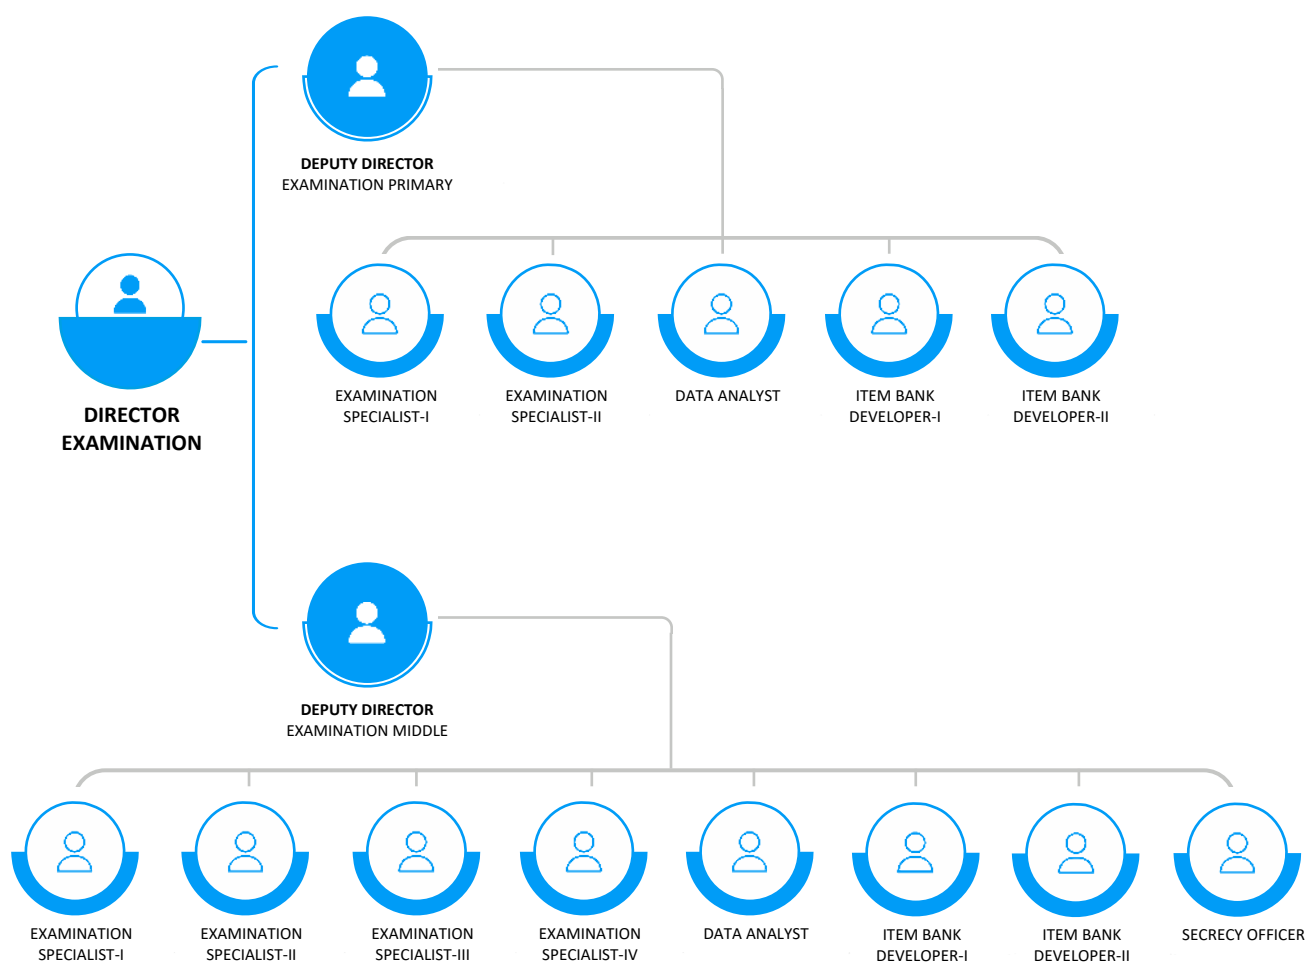 DEPUTY DIRECTOR
EXAMINATION PRIMARY
DIRECTOR
EXAMINATION
EXAMINATION
SPECIALIST-I
EXAMINATION
SPECIALIST-II
DATA ANALYST
ITEM BANK
DEVELOPER-I
ITEM BANK
DEVELOPER-II
DEPUTY DIRECTOR
EXAMINATION MIDDLE
EXAMINATION
SPECIALIST-I
EXAMINATION
SPECIALIST-II
EXAMINATION
SPECIALIST-III
EXAMINATION
SPECIALIST-IV
DATA ANALYST
ITEM BANK
DEVELOPER-I
ITEM BANK
DEVELOPER-II
SECRECY OFFICER